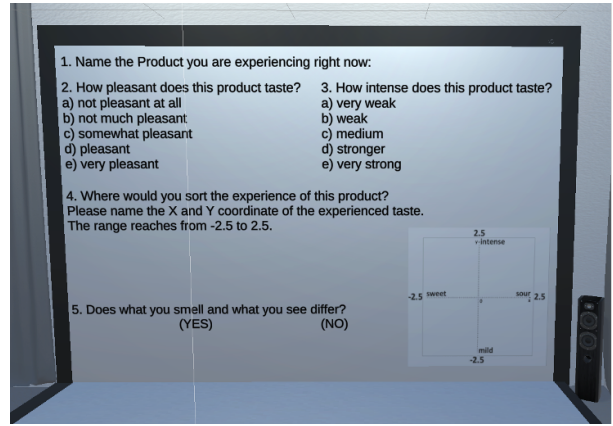 1. Name the Product you are experiencing right now:
2. How pleasant does this product taste?
a) not pleasant at all
b) not much pleasant
c) somewhat pleasant
d) pleasant
e) very pleasant
3. How intense does this product taste?
a) very weak
b) weak
c) medium
d) stronger
e) very strong
4. Where would you sort the experience of this product?
Please name the X and Y coordinate of the experienced taste.
The range reaches from -2.5 to 2.5.
2.5
intense
-2.5 sweet
sour 2.5
mild
-2.5
5. Does what you smell and what you see differ?
(YES) (NO)